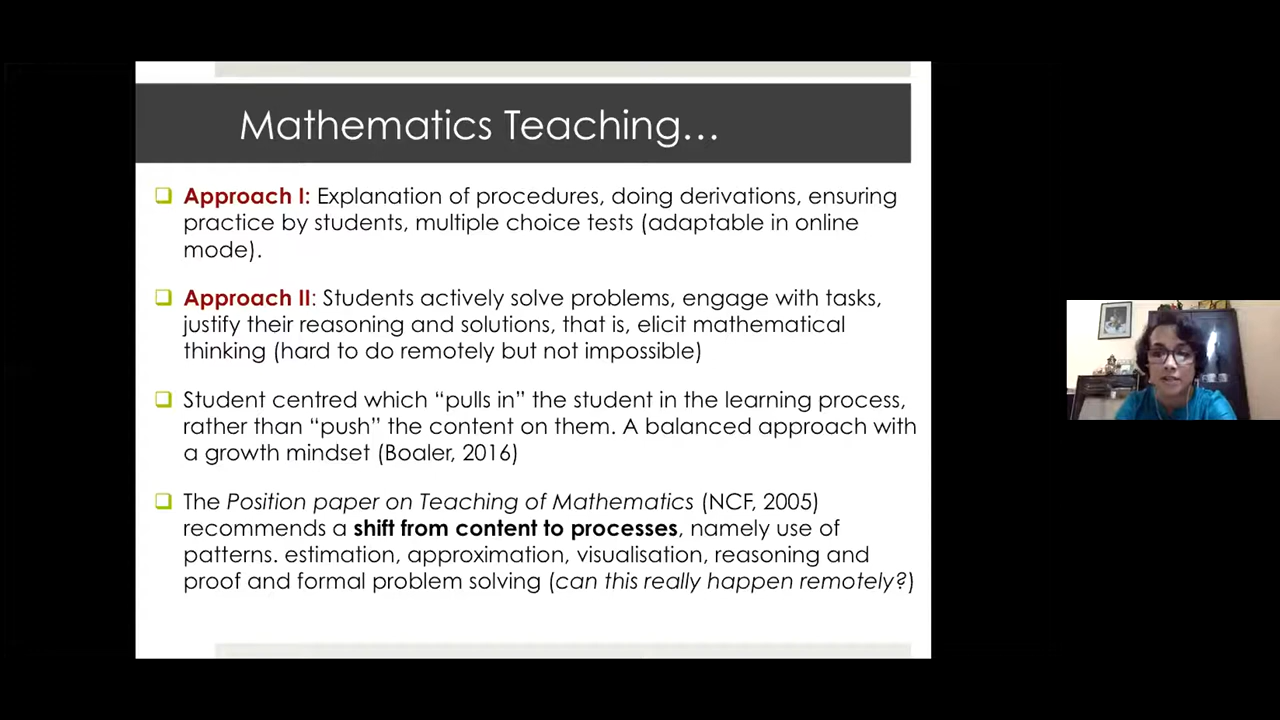 Mathematics Teaching…
Approach I: Explanation of procedures, doing derivations, ensuring
practice by students, multiple choice tests (adaptable in online
mode).
Approach II: Students actively solve problems, engage with tasks,
justify their reasoning and solutions, that is, elicit mathematical
thinking (hard to do remotely but not impossible)
Student centred which “pulls in” the student in the learning process,
rather than “push” the content on them. A balanced approach with
a growth mindset (Boaler, 2016)
The Position paper on Teaching of Mathematics (NCF, 2005)
recommends a shift from content to processes, namely use of
patterns. estimation, approximation, visualisation, reasoning and
proof and formal problem solving (can this really happen remotely?)